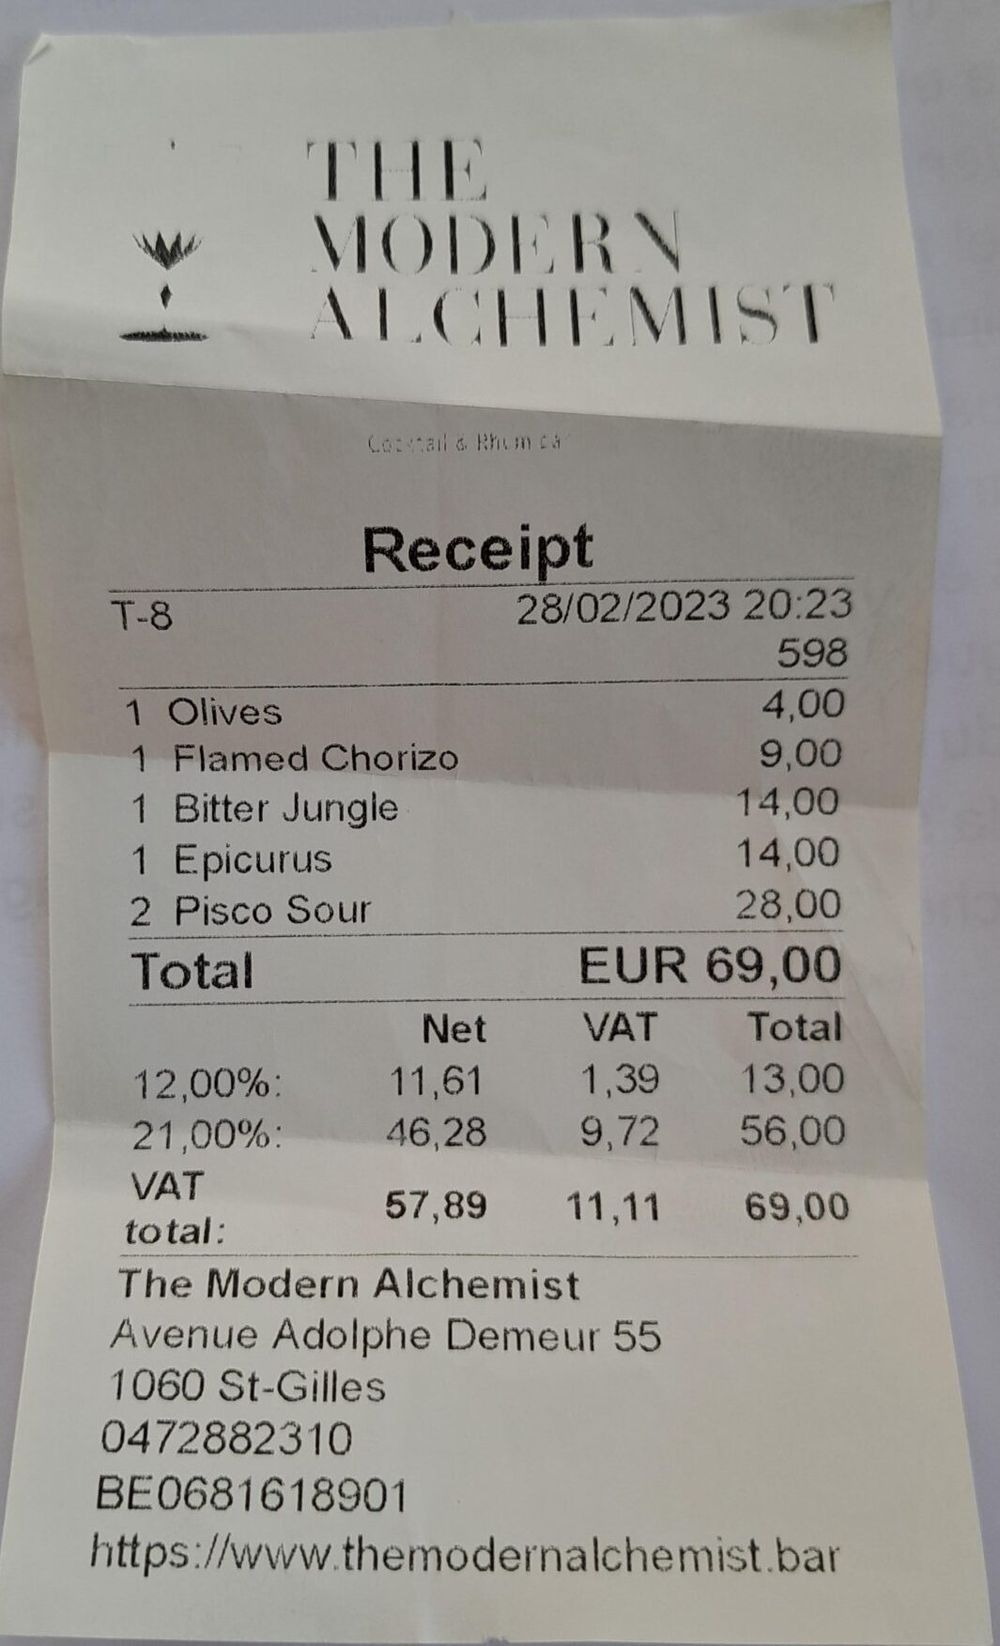 THE
MODERN
ALCHEMIST
Cocktail & Rhum bar
Receipt
T-8 28/02/2023 20:23
598
1 Olives 4,00
1 Flamed Chorizo 9,00
1 Bitter Jungle 14,00
1 Epicurus 14,00
2 Pisco Sour 28,00
Total EUR 69,00
Net VAT Total
12,00%: 11,61 1,39 13,00
21,00%: 46,28 9,72 56,00
VAT total: 57,89 11,11 69,00
The Modern Alchemist
Avenue Adolphe Demeur 55
1060 St-Gilles
0472882310
BE0681618901
https://www.themodernalchemist.bar